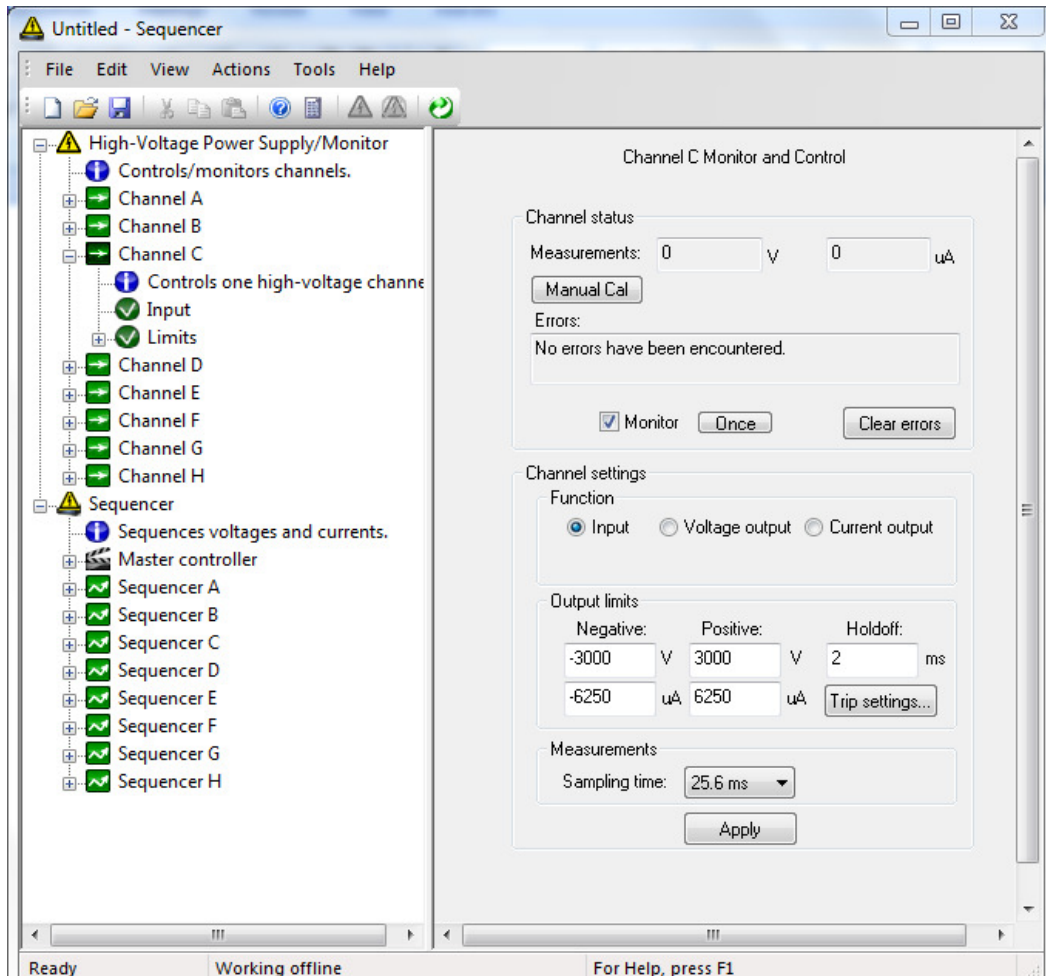 Untitled - Sequencer
File Edit View Actions Tools Help
High-Voltage Power Supply/Monitor
Controls/monitors channels.
Channel A
Channel B
Channel C
Controls one high-voltage channe
Input
Limits
Channel D
Channel E
Channel F
Channel G
Channel H
Sequencer
Sequences voltages and currents.
Master controller
Sequencer A
Sequencer B
Sequencer C
Sequencer D
Sequencer E
Sequencer F
Sequencer G
Sequencer H
Channel C Monitor and Control
Channel status
Measurements: 0 V 0 uA
Manual Cal
Errors:
No errors have been encountered.
Monitor Once Clear errors
Channel settings
Function
Input Voltage output Current output
Output limits
Negative: Positive: Holdoff:
-3000 V 3000 V 2 ms
-6250 uA 6250 uA Trip settings...
Measurements
Sampling time: 25.6 ms
Apply
Ready Working offline For Help, press F1